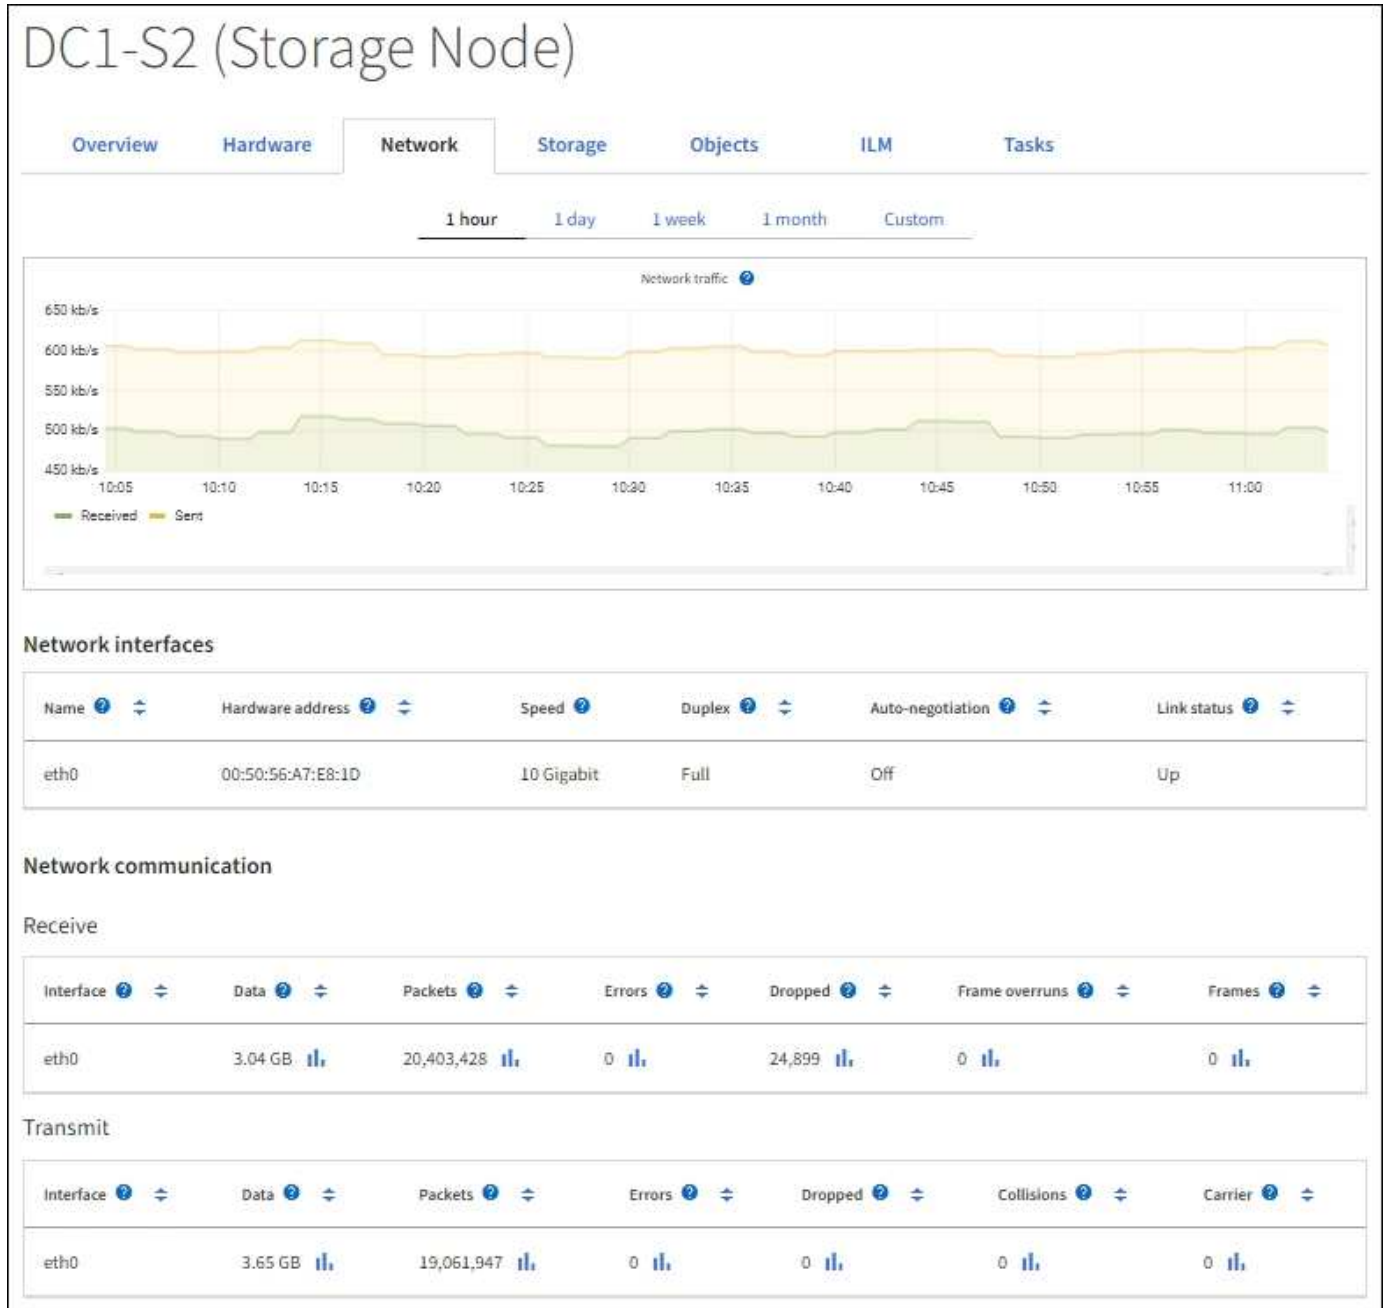 DC1-S2 (Storage Node)
Overview Hardware Network Storage Objects ILM Tasks
1 hour 1 day 1 week 1 month Custom
Network traffic
650 kb/s
600 kb/s
550 kb/s
500 kb/s
450 kb/s
10:05 10:10 10:15 10:20 10:25 10:30 10:35 10:40 10:45 10:50 10:55 11:00
Received Sent
Network interfaces
Name Hardware address Speed Duplex Auto-negotiation Link status
eth0 00:50:56:A7:E8:1D 10 Gigabit Full Off Up
Network communication
Receive
Interface Data Packets Errors Dropped Frame overruns Frames
eth0 3.04 GB 20,403,428 0 24,899 0 0
Transmit
Interface Data Packets Errors Dropped Collisions Carrier
eth0 3.65 GB 19,061,947 0 0 0 0